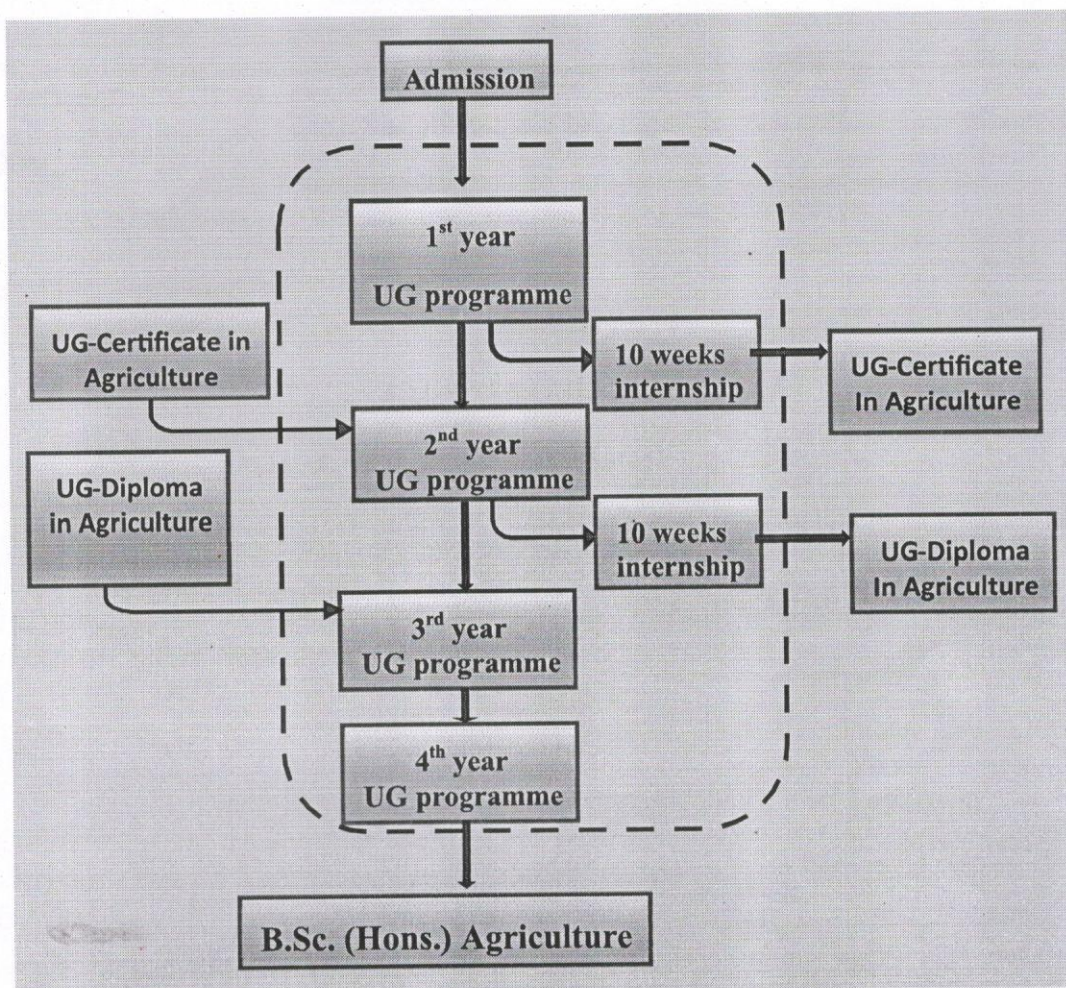 Admission
1st year
UG programme
UG-Certificate in
Agriculture
10 weeks
internship
UG-Certificate
In Agriculture
2nd year
UG programme
UG-Diploma
in Agriculture
10 weeks
internship
UG-Diploma
In Agriculture
3rd year
UG programme
4th year
UG programme
B.Sc. (Hons.) Agriculture